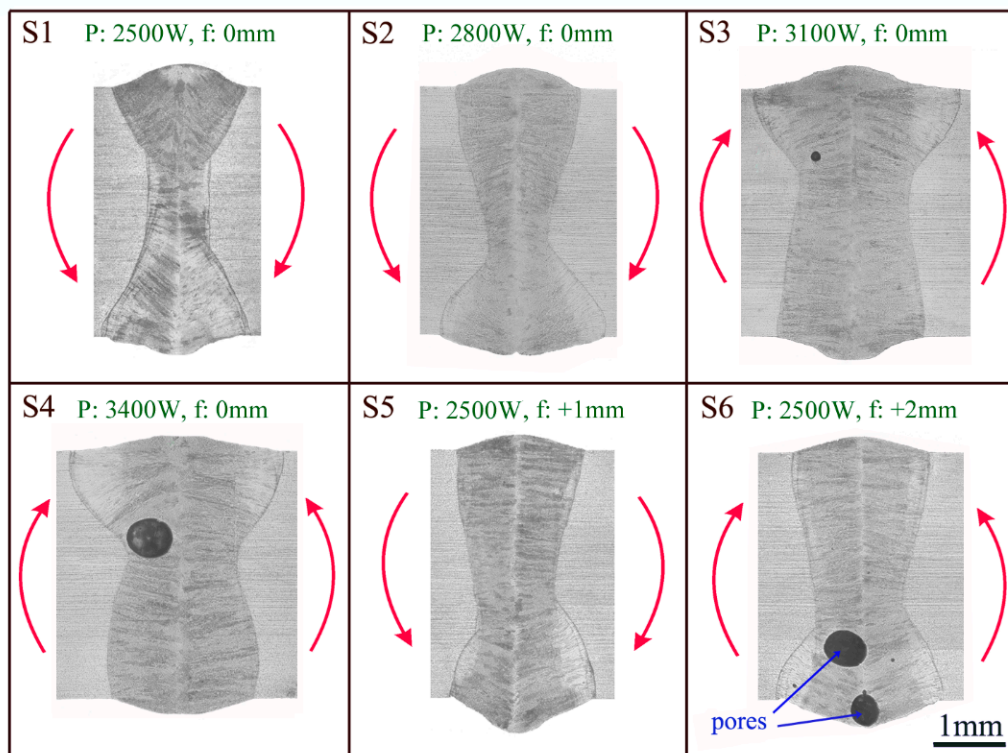 S1 P: 2500W, f: 0mm
S2 P: 2800W, f: 0mm
S3 P: 3100W, f: 0mm
S4 P: 3400W, f: 0mm
S5 P: 2500W, f: +1mm
S6 P: 2500W, f: +2mm
pores
1mm